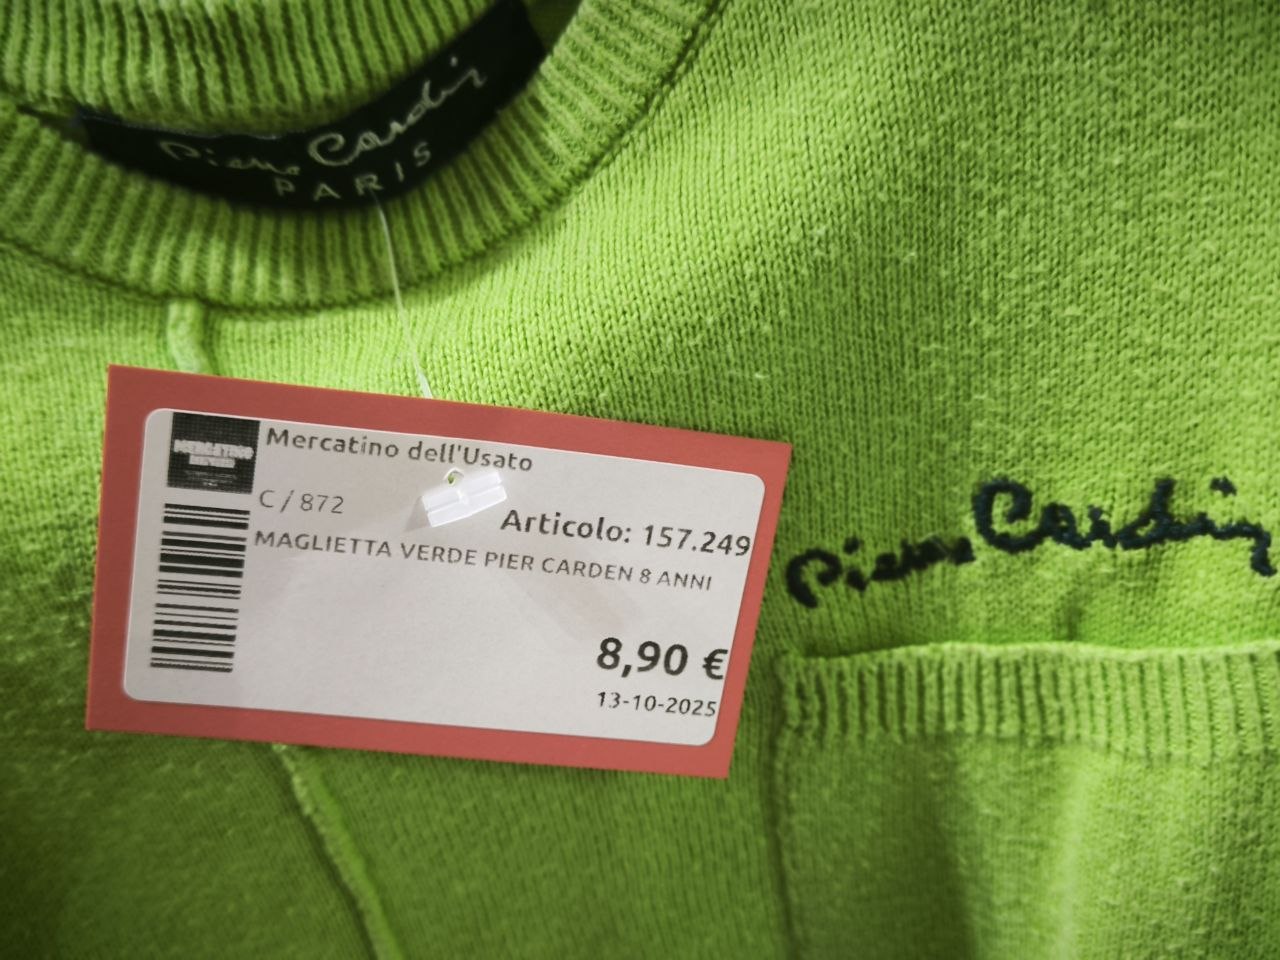 Pierre Cardin
PARIS
Mercatino dell'Usato
C / 872
Articolo: 157.249
MAGLIETTA VERDE PIER CARDEN 8 ANNI
8,90 €
13-10-2025
Pierre Cardin